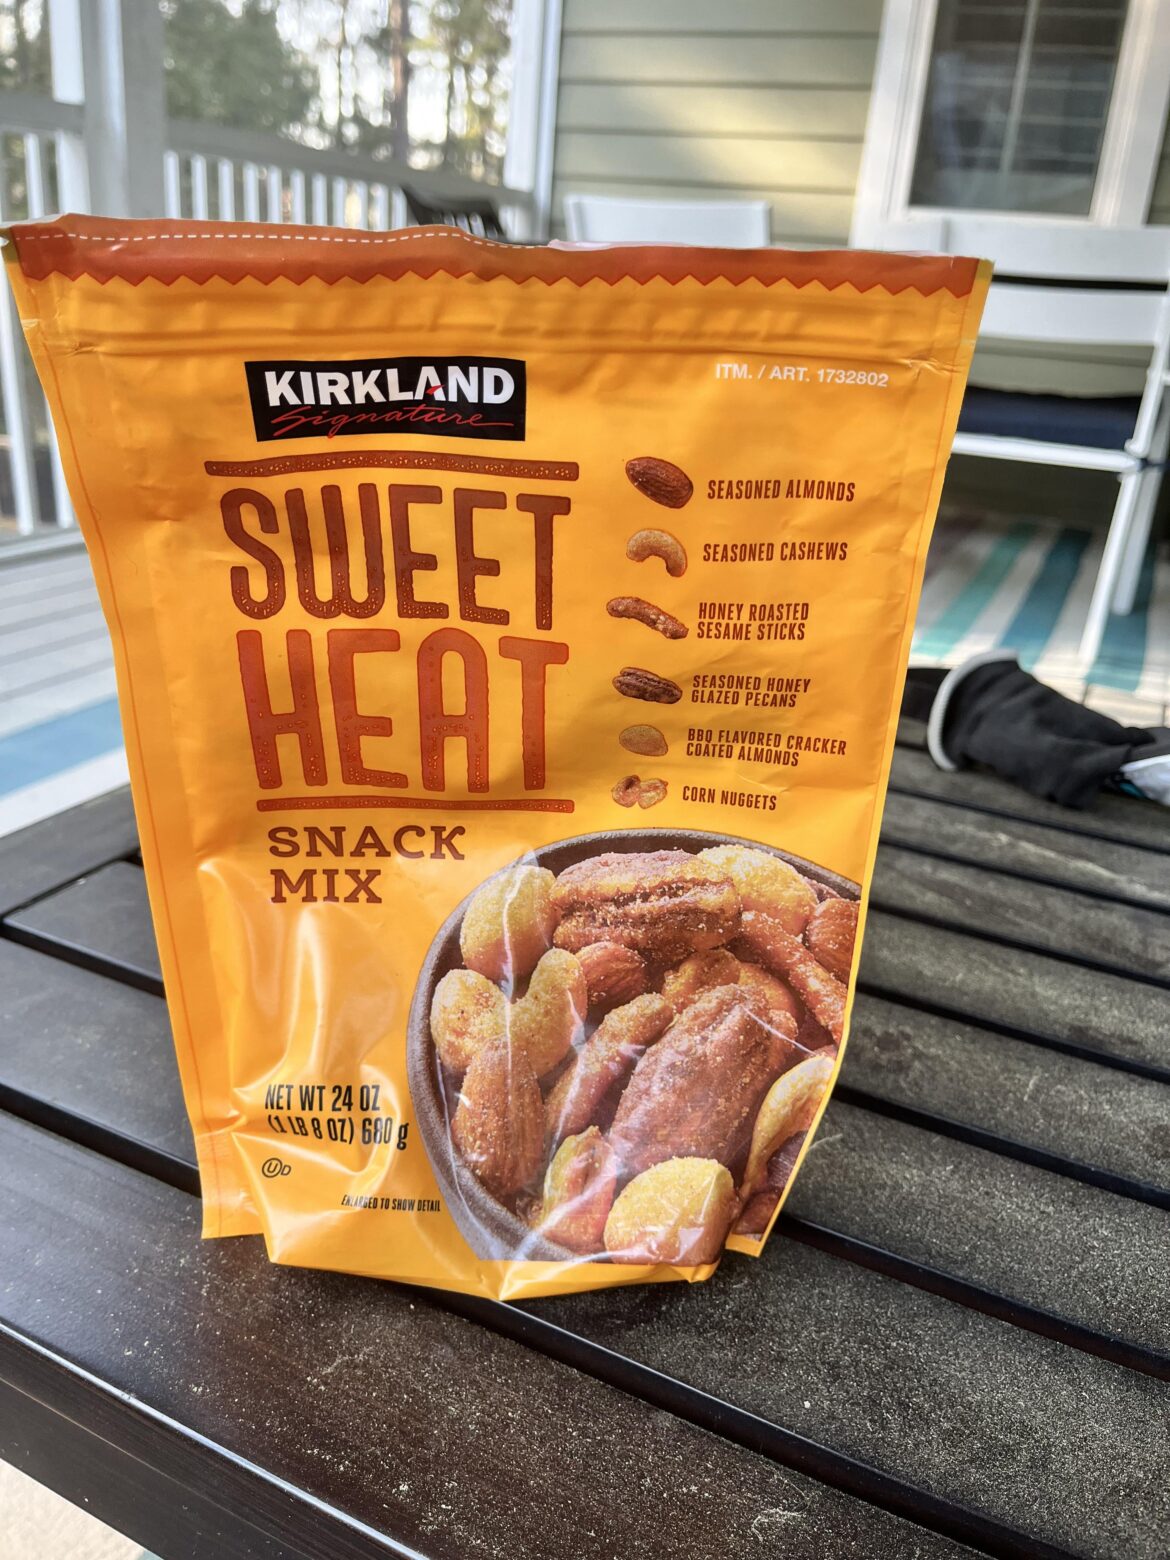 KIRKLAND
Signature
ITM. / ART. 1732802
SWEET
HEAT
SNACK
MIX
SEASONED ALMONDS
SEASONED CASHEWS
HONEY ROASTED
SESAME STICKS
SEASONED HONEY
GLAZED PECANS
BBQ FLAVORED CRACKER
COATED ALMONDS
CORN NUGGETS
NET WT 24 OZ
(1 LB 8 OZ) 680 g
UD
ENLARGED TO SHOW DETAIL